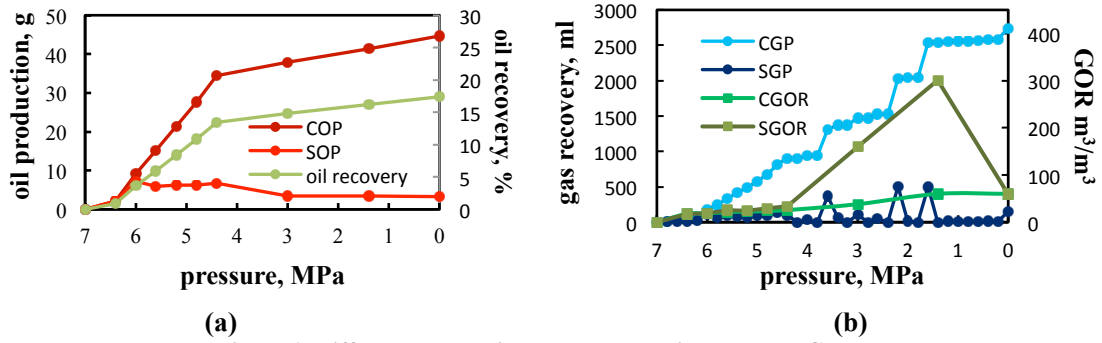 oil production, g
60
50
40
30
20
10
0
7
6
5
4
3
2
1
0
pressure, MPa
30
25
20
15
10
5
0
oil recovery, %
COP
SOP
oil recovery
(a)
gas recovery, ml
3000
2500
2000
1500
1000
500
0
7
6
5
4
3
2
1
0
pressure, MPa
400
300
200
100
0
GOR m³/m³
CGP
SGP
CGOR
SGOR
(b)